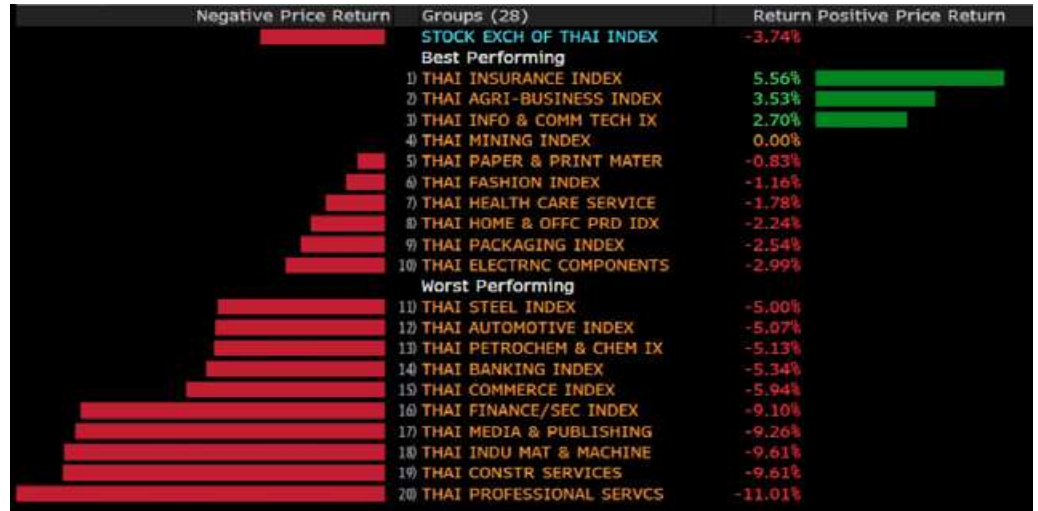 Negative Price Return Groups (28) Return Positive Price Return
STOCK EXCH OF THAI INDEX -3.74%
Best Performing
1) THAI INSURANCE INDEX 5.56%
2) THAI AGRI-BUSINESS INDEX 3.53%
3) THAI INFO & COMM TECH IX 2.70%
4) THAI MINING INDEX 0.00%
5) THAI PAPER & PRINT MATER -0.83%
6) THAI FASHION INDEX -1.16%
7) THAI HEALTH CARE SERVICE -1.78%
8) THAI HOME & OFFC PRD IDX -2.24%
9) THAI PACKAGING INDEX -2.54%
10) THAI ELECTRNC COMPONENTS -2.99%
Worst Performing
11) THAI STEEL INDEX -5.00%
12) THAI AUTOMOTIVE INDEX -5.07%
13) THAI PETROCHEM & CHEM IX -5.13%
14) THAI BANKING INDEX -5.34%
15) THAI COMMERCE INDEX -5.94%
16) THAI FINANCE/SEC INDEX -9.10%
17) THAI MEDIA & PUBLISHING -9.26%
18) THAI INDU MAT & MACHINE -9.61%
19) THAI CONSTR SERVICES -9.61%
20) THAI PROFESSIONAL SERVCS -11.01%